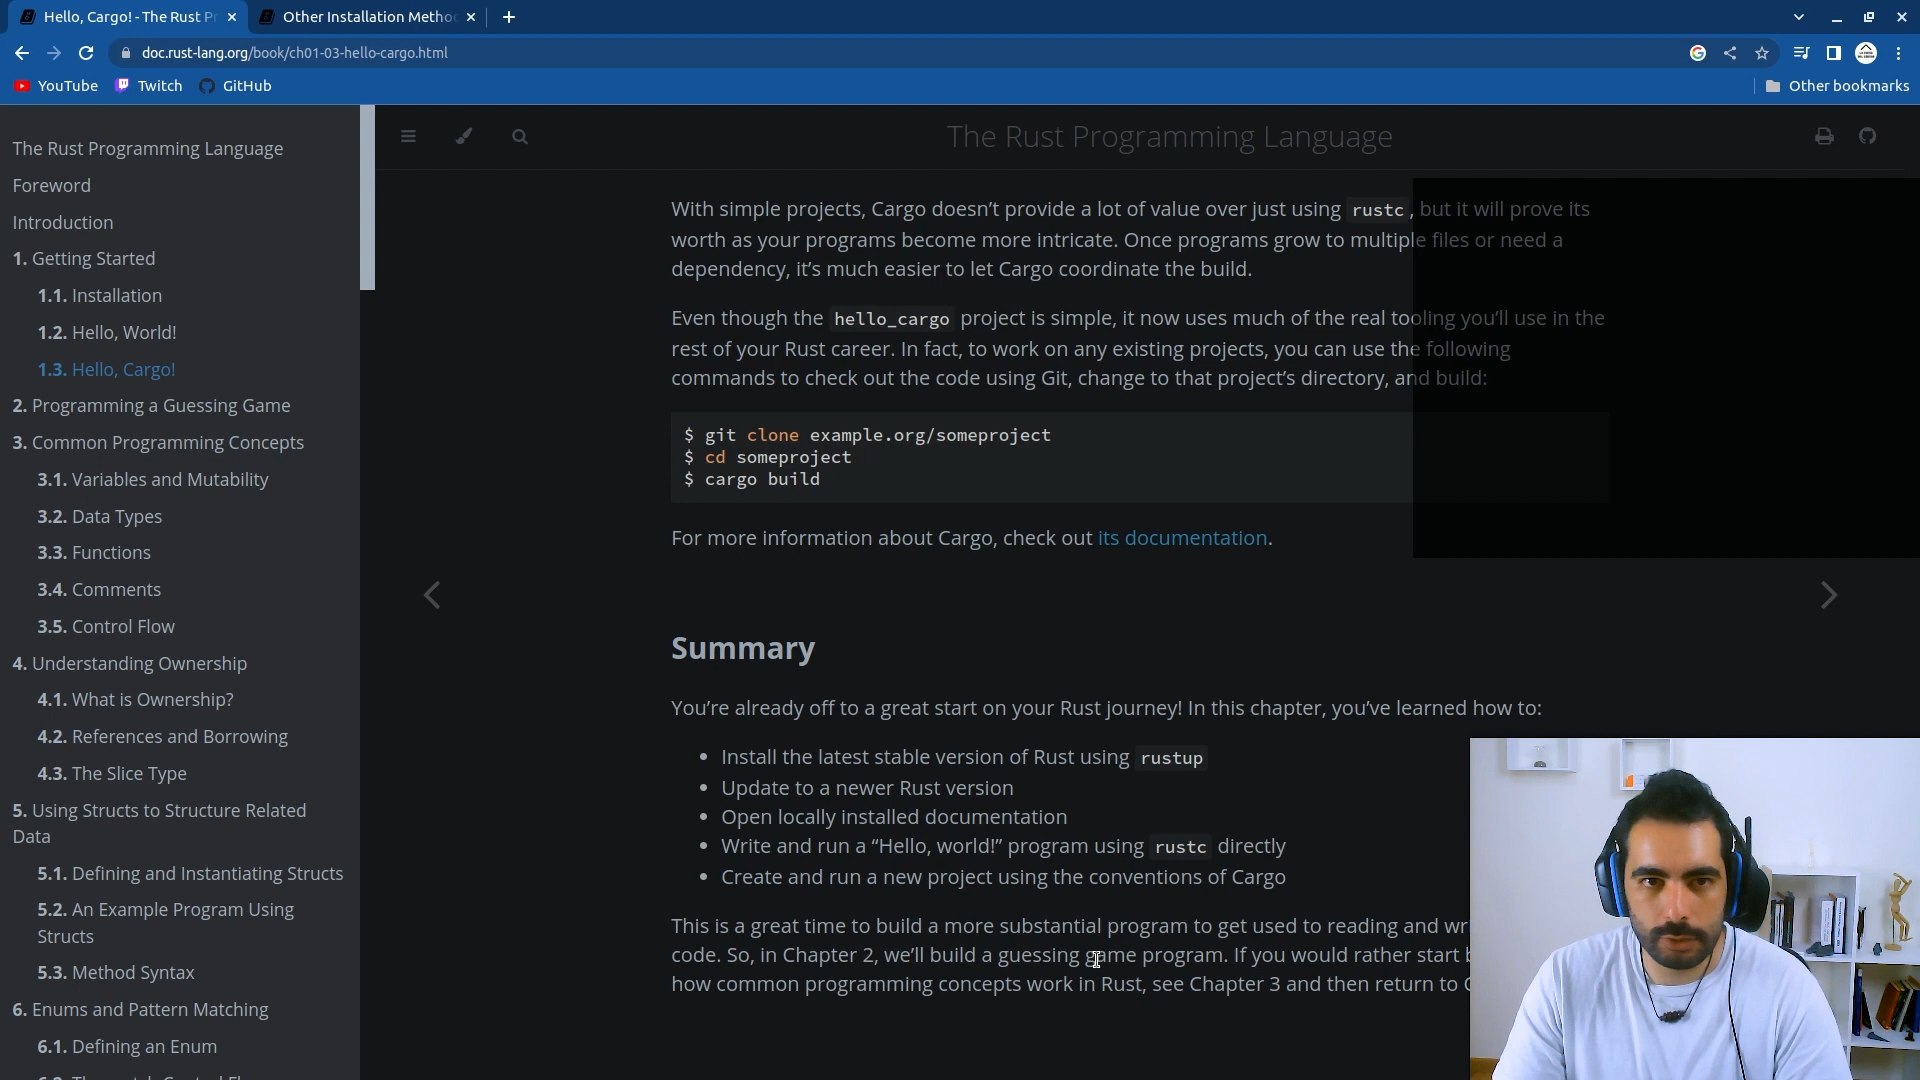 Hello, Cargo! - The Rust Pr
Other Installation Metho
doc.rust-lang.org/book/ch01-03-hello-cargo.html
YouTube
Twitch
GitHub
Other bookmarks
The Rust Programming Language
Foreword
Introduction
1. Getting Started
1.1. Installation
1.2. Hello, World!
1.3. Hello, Cargo!
2. Programming a Guessing Game
3. Common Programming Concepts
3.1. Variables and Mutability
3.2. Data Types
3.3. Functions
3.4. Comments
3.5. Control Flow
4. Understanding Ownership
4.1. What is Ownership?
4.2. References and Borrowing
4.3. The Slice Type
5. Using Structs to Structure Related
Data
5.1. Defining and Instantiating Structs
5.2. An Example Program Using
Structs
5.3. Method Syntax
6. Enums and Pattern Matching
6.1. Defining an Enum
The Rust Programming Language
With simple projects, Cargo doesn’t provide a lot of value over just using rustc, but it will prove its
worth as your programs become more intricate. Once programs grow to multiple files or need a
dependency, it’s much easier to let Cargo coordinate the build.
Even though the hello_cargo project is simple, it now uses much of the real tooling you’ll use in the
rest of your Rust career. In fact, to work on any existing projects, you can use the following
commands to check out the code using Git, change to that project’s directory, and build:
$ git clone example.org/someproject
$ cd someproject
$ cargo build
For more information about Cargo, check out its documentation.
Summary
You’re already off to a great start on your Rust journey! In this chapter, you’ve learned how to:
• Install the latest stable version of Rust using rustup
• Update to a newer Rust version
• Open locally installed documentation
• Write and run a “Hello, world!” program using rustc directly
• Create and run a new project using the conventions of Cargo
This is a great time to build a more substantial program to get used to reading and wr
code. So, in Chapter 2, we’ll build a guessing game program. If you would rather start b
how common programming concepts work in Rust, see Chapter 3 and then return to C